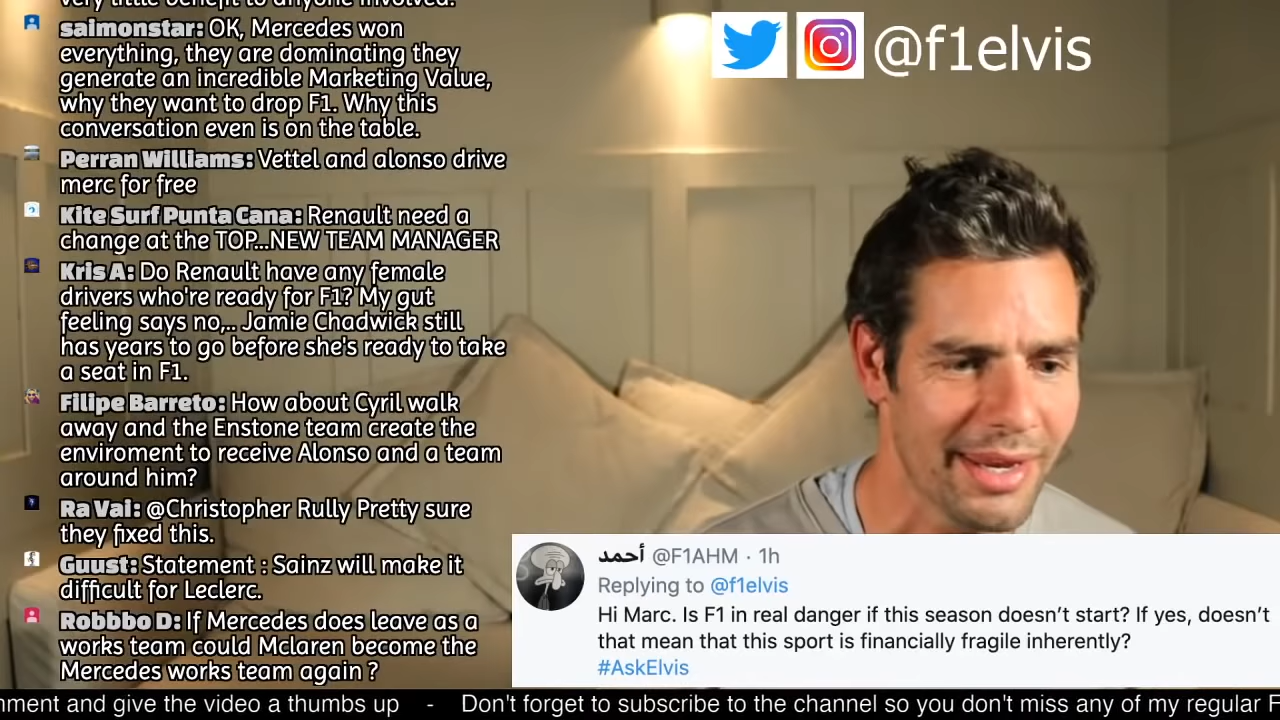 very little benefit to anyone involved.
saimonstar: OK, Mercedes won
everything, they are dominating they
generate an incredible Marketing Value,
why they want to drop F1. Why this
conversation even is on the table.
Perran Williams: Vettel and alonso drive
merc for free
Kite Surf Punta Cana: Renault need a
change at the TOP...NEW TEAM MANAGER
Kris A: Do Renault have any female
drivers who're ready for F1? My gut
feeling says no,.. Jamie Chadwick still
has years to go before she's ready to take
a seat in F1.
Filipe Barreto: How about Cyril walk
away and the Enstone team create the
enviroment to receive Alonso and a team
around him?
Ra Vai: @Christopher Rully Pretty sure
they fixed this.
Guust: Statement : Sainz will make it
difficult for Leclerc.
Robbbo D: If Mercedes does leave as a
works team could Mclaren become the
Mercedes works team again ?
@f1elvis
أحمد @F1AHM · 1h
Replying to @f1elvis
Hi Marc. Is F1 in real danger if this season doesn't start? If yes, doesn't
that mean that this sport is financially fragile inherently?
#AskElvis
mment and give the video a thumbs up - Don't forget to subscribe to the channel so you don't miss any of my regular F